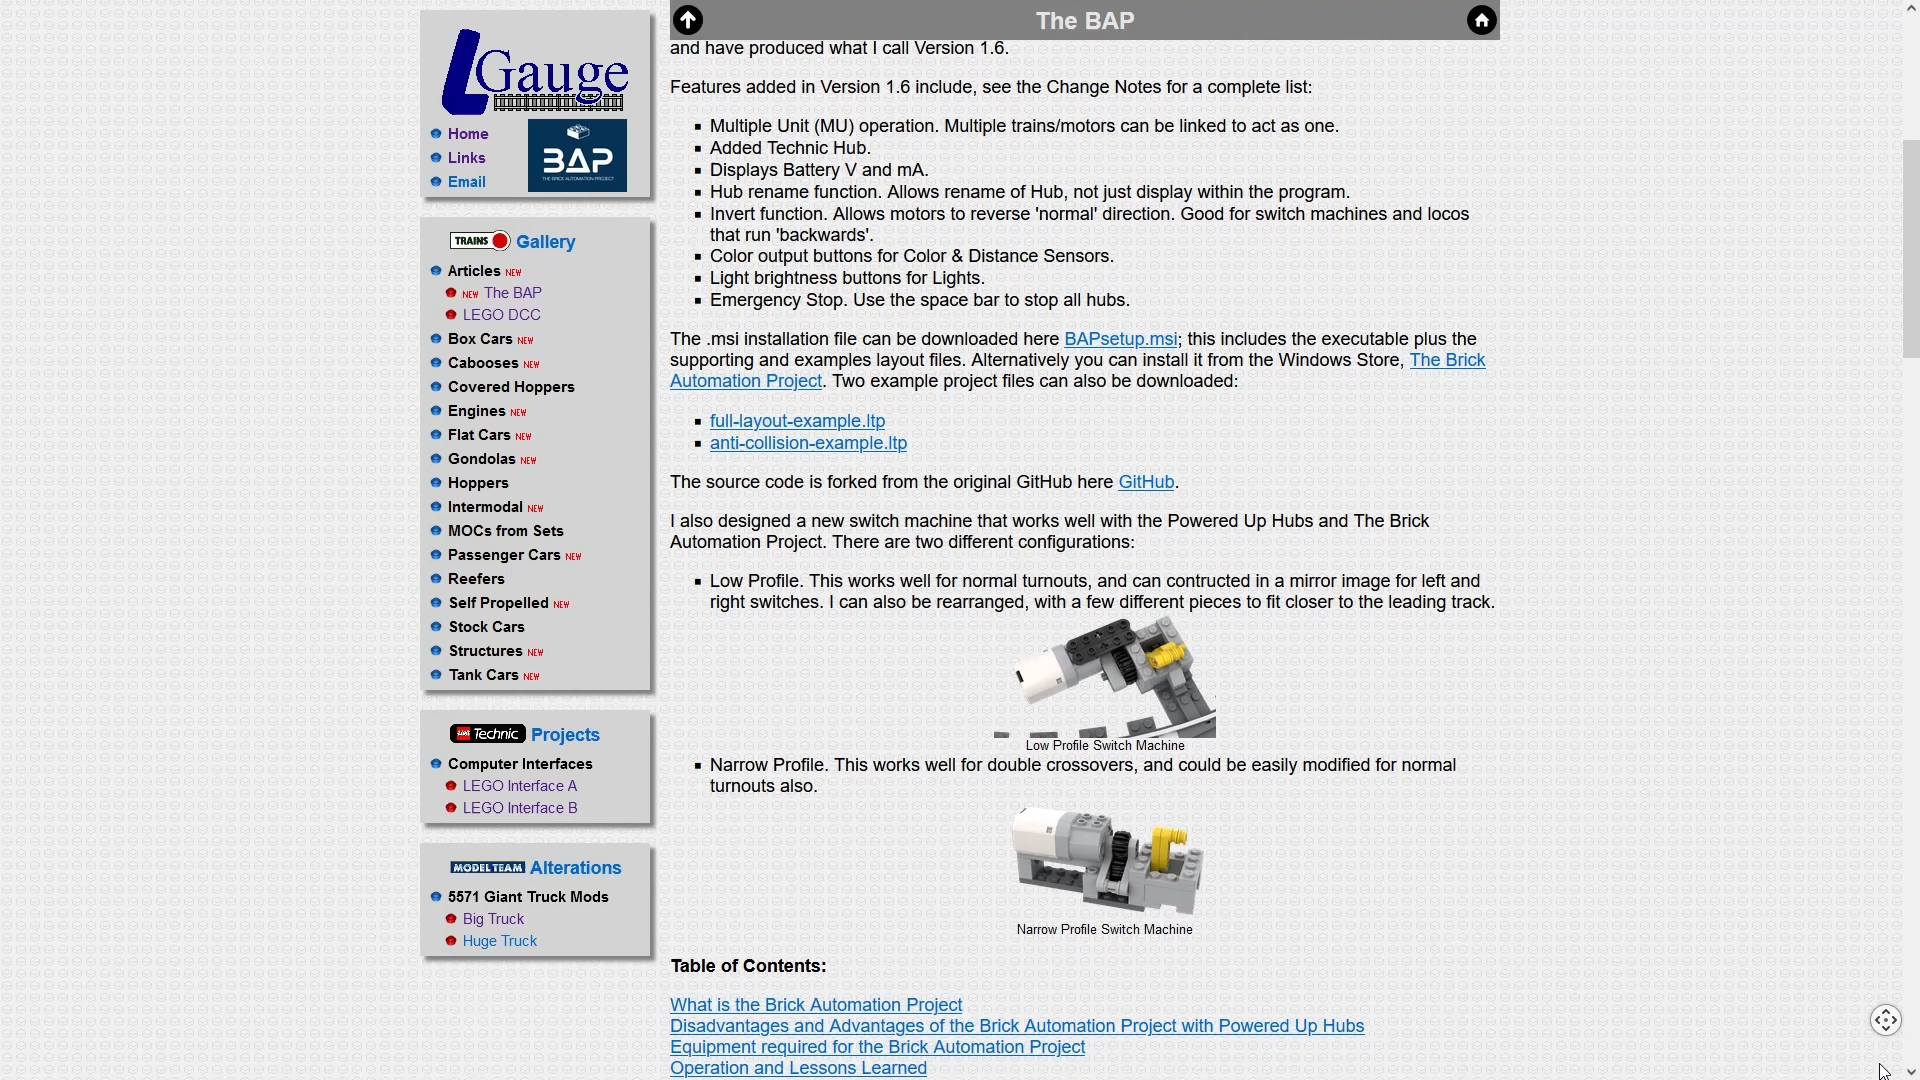 LGauge
Home
Links
Email
BAP
THE BRICK AUTOMATION PROJECT
TRAINS Gallery
Articles NEW
NEW The BAP
LEGO DCC
Box Cars NEW
Cabooses NEW
Covered Hoppers
Engines NEW
Flat Cars NEW
Gondolas NEW
Hoppers
Intermodal NEW
MOCs from Sets
Passenger Cars NEW
Reefers
Self Propelled NEW
Stock Cars
Structures NEW
Tank Cars NEW
LEGO Technic Projects
Computer Interfaces
LEGO Interface A
LEGO Interface B
MODEL TEAM Alterations
5571 Giant Truck Mods
Big Truck
Huge Truck
The BAP
and have produced what I call Version 1.6.
Features added in Version 1.6 include, see the Change Notes for a complete list:
Multiple Unit (MU) operation. Multiple trains/motors can be linked to act as one.
Added Technic Hub.
Displays Battery V and mA.
Hub rename function. Allows rename of Hub, not just display within the program.
Invert function. Allows motors to reverse 'normal' direction. Good for switch machines and locos
that run 'backwards'.
Color output buttons for Color & Distance Sensors.
Light brightness buttons for Lights.
Emergency Stop. Use the space bar to stop all hubs.
The .msi installation file can be downloaded here BAPsetup.msi; this includes the executable plus the
supporting and examples layout files. Alternatively you can install it from the Windows Store, The Brick
Automation Project. Two example project files can also be downloaded:
full-layout-example.ltp
anti-collision-example.ltp
The source code is forked from the original GitHub here GitHub.
I also designed a new switch machine that works well with the Powered Up Hubs and The Brick
Automation Project. There are two different configurations:
Low Profile. This works well for normal turnouts, and can contructed in a mirror image for left and
right switches. I can also be rearranged, with a few different pieces to fit closer to the leading track.
Low Profile Switch Machine
Narrow Profile. This works well for double crossovers, and could be easily modified for normal
turnouts also.
Narrow Profile Switch Machine
Table of Contents:
What is the Brick Automation Project
Disadvantages and Advantages of the Brick Automation Project with Powered Up Hubs
Equipment required for the Brick Automation Project
Operation and Lessons Learned